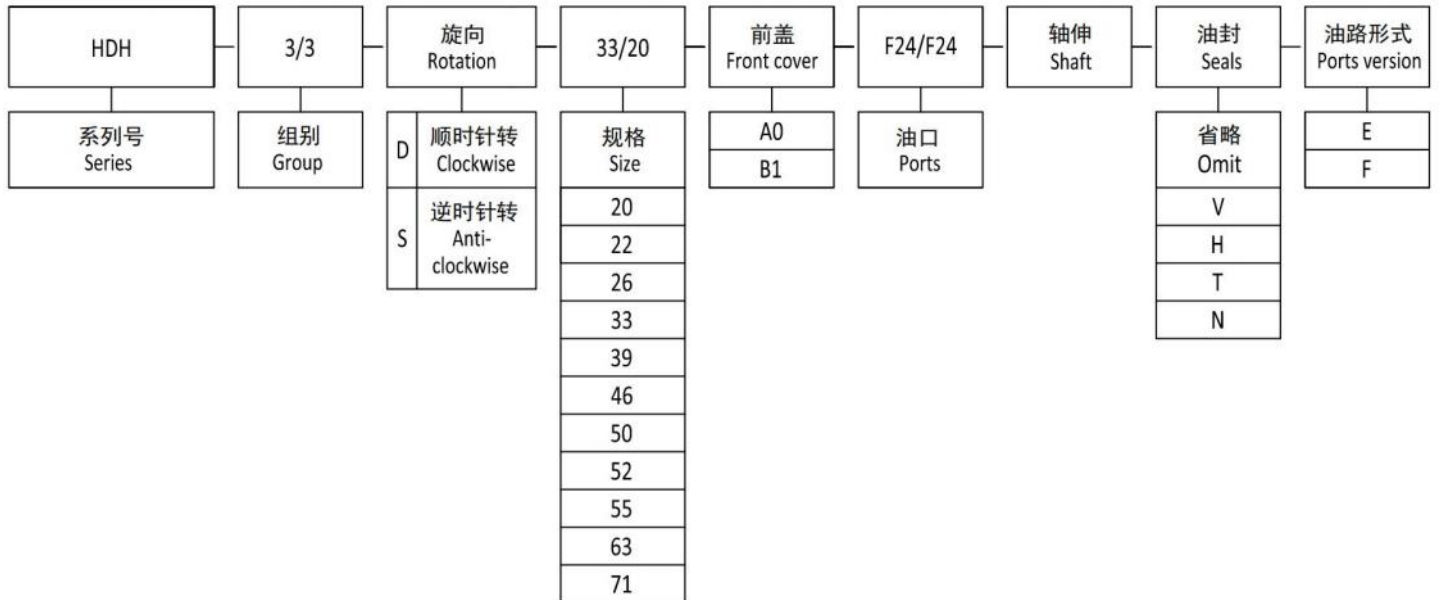 HDH
3/3
旋向
Rotation
33/20
前盖
Front cover
F24/F24
轴伸
Shaft
油封
Seals
油路形式
Ports version
系列号
Series
组别
Group
D
顺时针转
Clockwise
S
逆时针转
Anti-
clockwise
规格
Size
20
22
26
33
39
46
50
52
55
63
71
A0
B1
油口
Ports
省略
Omit
V
H
T
N
E
F